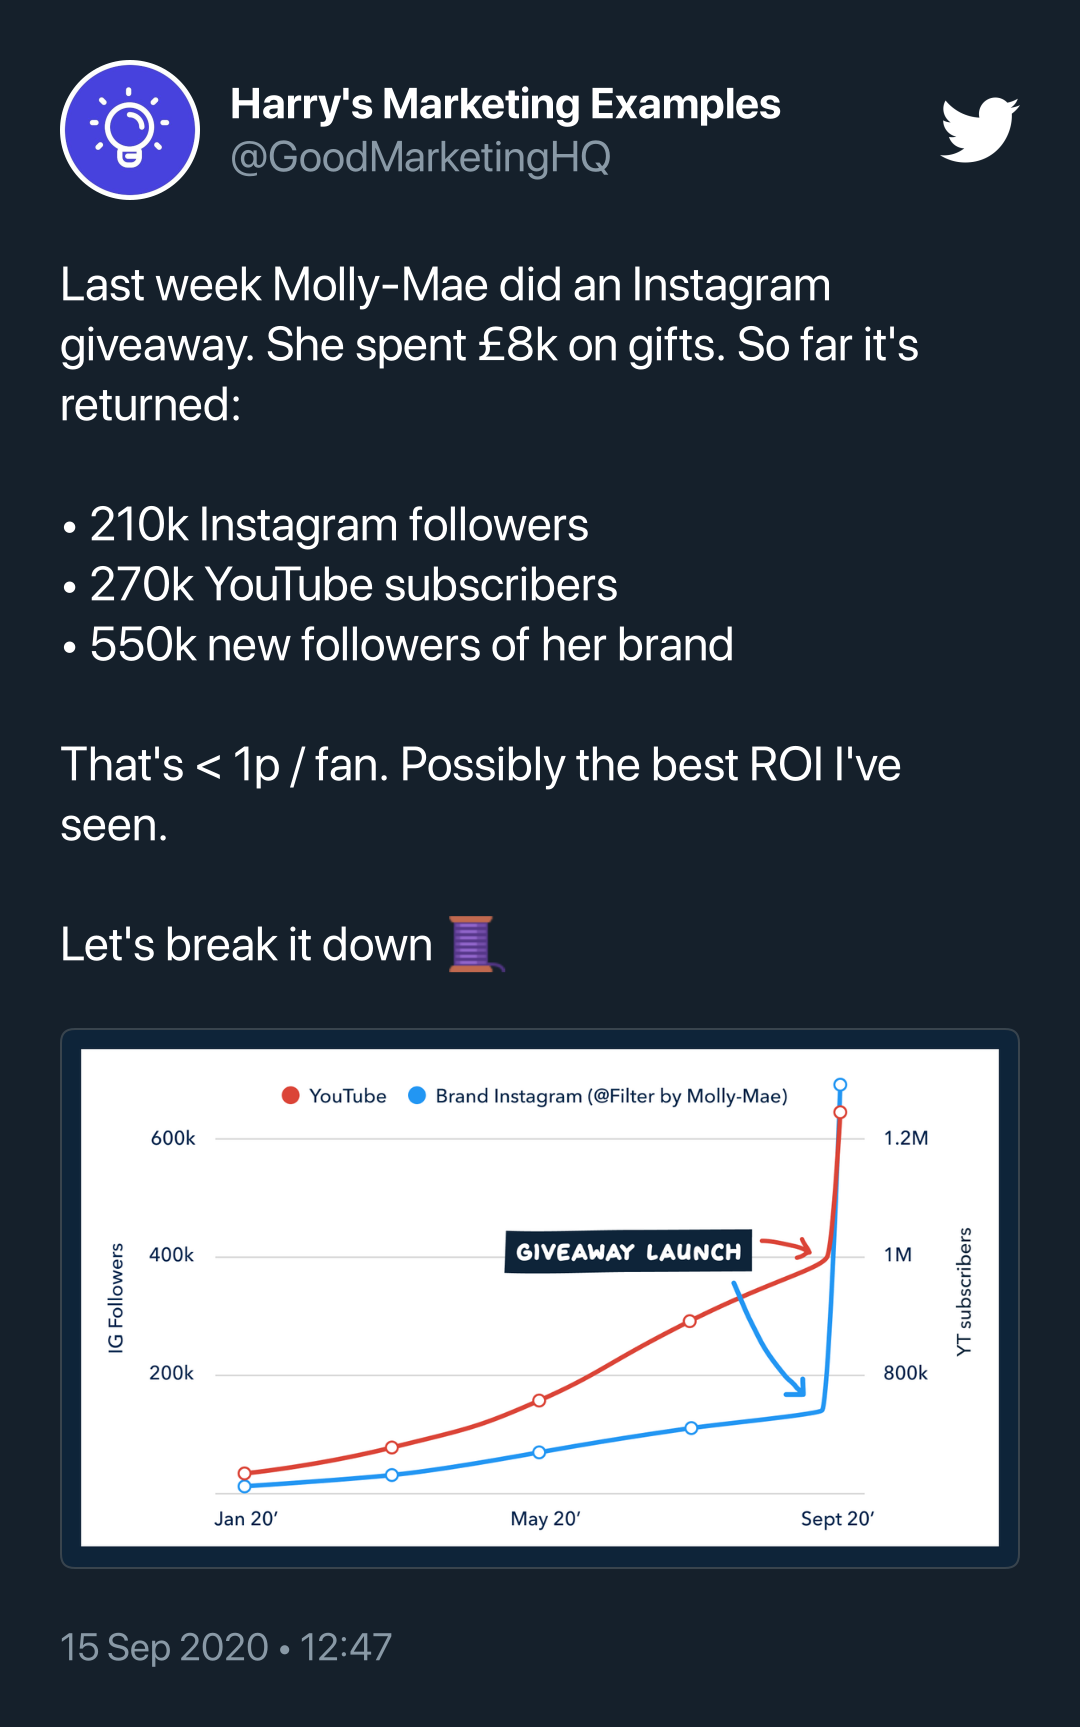 Harry's Marketing Examples
@GoodMarketingHQ
Last week Molly-Mae did an Instagram
giveaway. She spent £8k on gifts. So far it's
returned:
• 210k Instagram followers
• 270k YouTube subscribers
• 550k new followers of her brand
That's < 1p / fan. Possibly the best ROI I've
seen.
Let's break it down 🧵
YouTube
Brand Instagram (@Filter by Molly-Mae)
600k
1.2M
GIVEAWAY LAUNCH
400k
1M
IG Followers
YT subscribers
200k
800k
Jan 20'
May 20'
Sept 20'
15 Sep 2020 • 12:47